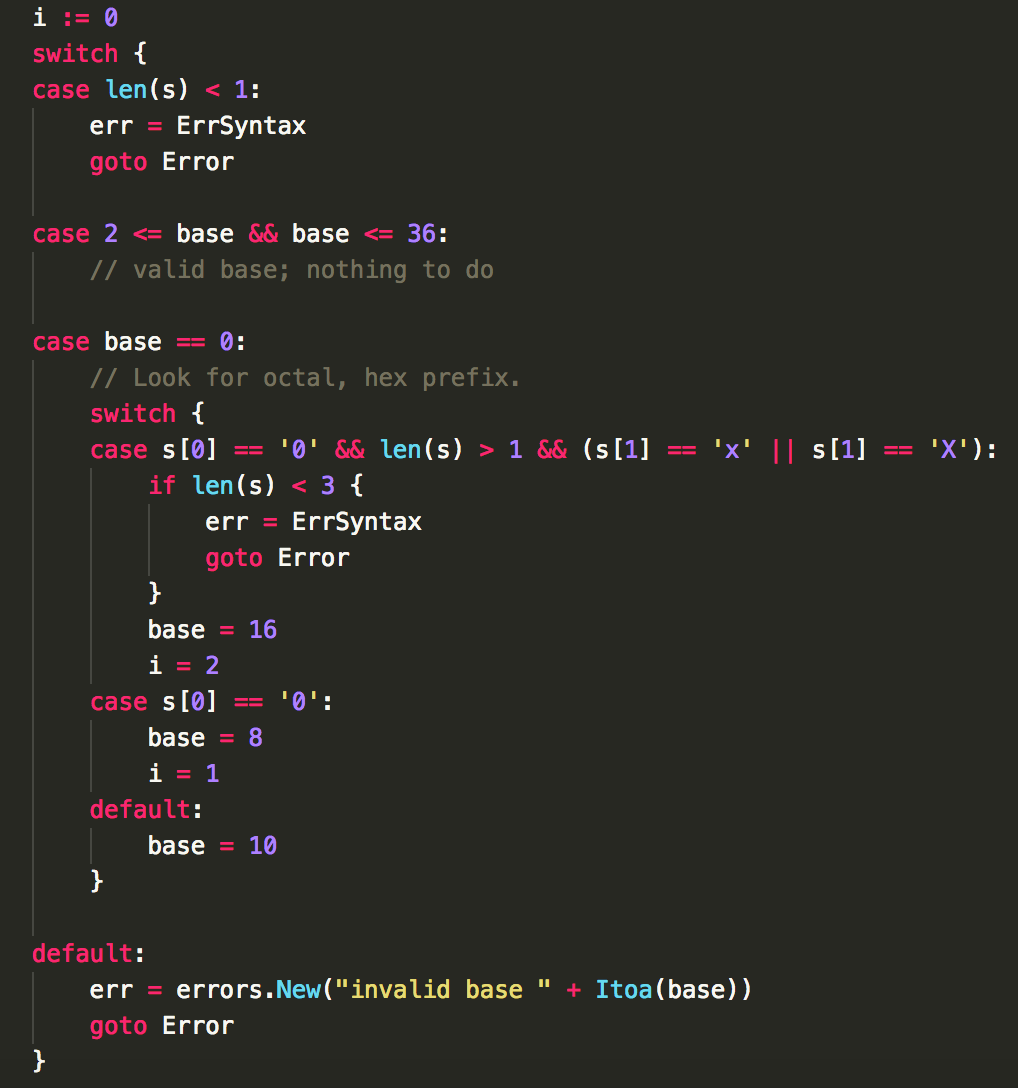 i := 0
switch {
case len(s) < 1:
    err = ErrSyntax
    goto Error

case 2 <= base && base <= 36:
    // valid base; nothing to do

case base == 0:
    // Look for octal, hex prefix.
    switch {
    case s[0] == '0' && len(s) > 1 && (s[1] == 'x' || s[1] == 'X'):
        if len(s) < 3 {
            err = ErrSyntax
            goto Error
        }
        base = 16
        i = 2
    case s[0] == '0':
        base = 8
        i = 1
    default:
        base = 10
    }

default:
    err = errors.New("invalid base " + Itoa(base))
    goto Error
}